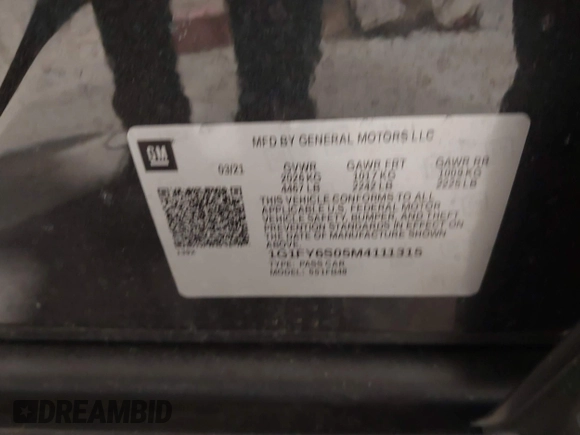 GM
MFD BY GENERAL MOTORS LLC
03/21 GVWR GAWR FRT GAWR RR
2026 KG 1017 KG 1009 KG
4467 LB 2242 LB 2225 LB
THIS VEHICLE CONFORMS TO ALL
APPLICABLE U.S. FEDERAL MOTOR
VEHICLE SAFETY, BUMPER, AND THEFT
PREVENTION STANDARDS IN EFFECT ON
THE DATE OF MANUFACTURE SHOWN
ABOVE.
1G1FY6S05M4111315
TYPE: PASS CAR
DREAMBID